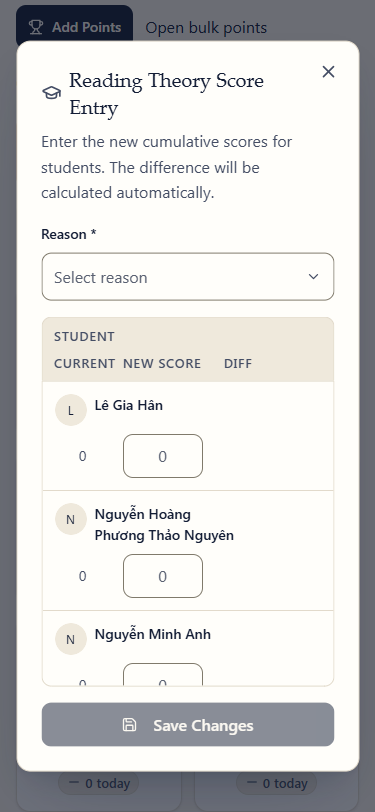 Add Points Open bulk points
Reading Theory Score
Entry
Enter the new cumulative scores for
students. The difference will be
calculated automatically.
Reason *
Select reason
STUDENT
CURRENT NEW SCORE DIFF
L Lê Gia Hân
0 0
N Nguyễn Hoàng
Phương Thảo Nguyên
0 0
N Nguyễn Minh Anh
0 0
Save Changes
— 0 today — 0 today